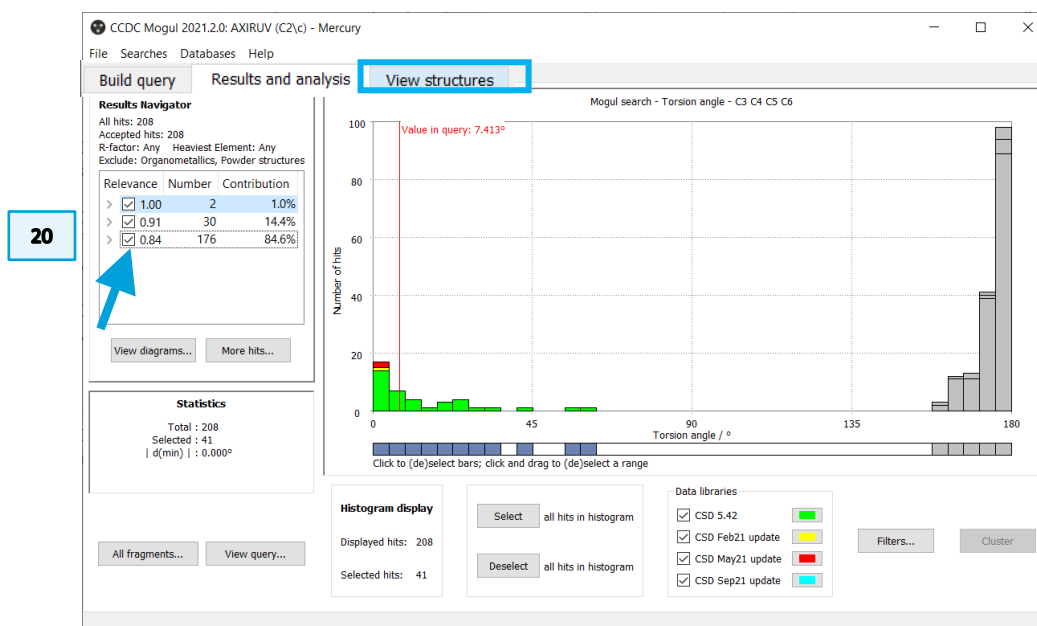 CCDC Mogul 2021.2.0: AXIRUV (C2\c) - Mercury
File Searches Databases Help
Build query Results and analysis View structures
Results Navigator
All hits: 208
Accepted hits: 208
R-factor: Any Heaviest Element: Any
Exclude: Organometallics, Powder structures
Relevance Number Contribution
1.00 2 1.0%
0.91 30 14.4%
0.84 176 84.6%
20
View diagrams... More hits...
Statistics
Total : 208
Selected : 41
| d(min) | : 0.000°
All fragments... View query...
Mogul search - Torsion angle - C3 C4 C5 C6
Value in query: 7.413°
Number of hits
100
80
60
40
20
0
0 45 90 135 180
Torsion angle / °
Click to (de)select bars; click and drag to (de)select a range
Histogram display
Displayed hits: 208
Selected hits: 41
Select all hits in histogram
Deselect all hits in histogram
Data libraries
CSD 5.42
CSD Feb21 update
CSD May21 update
CSD Sep21 update
Filters... Cluster